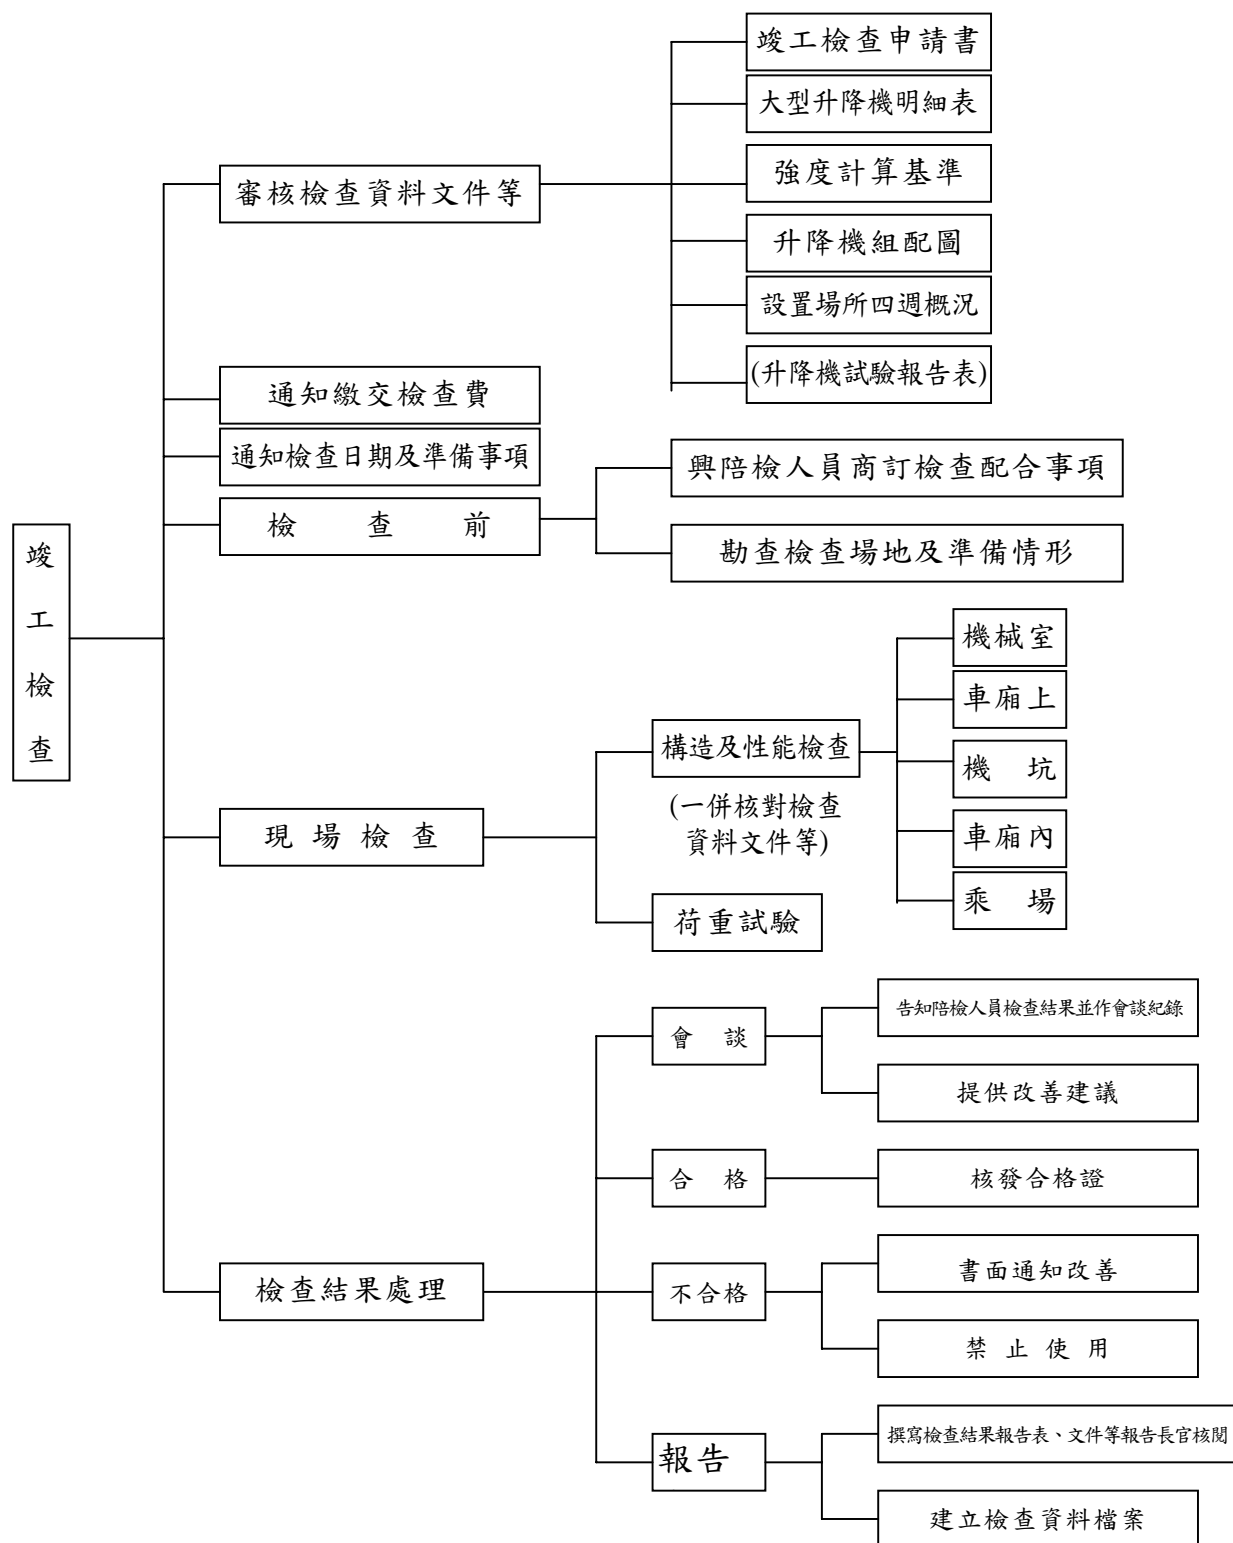 竣工檢查申請書
大型升降機明細表
強度計算基準
審核檢查資料文件等
升降機組配圖
設置場所四週概況
(升降機試驗報告表)
通知繳交檢查費
通知檢查日期及準備事項
興陪檢人員商訂檢查配合事項
檢查前
勘查檢查場地及準備情形
竣工檢查
機械室
車廂上
構造及性能檢查
機坑
(一併核對檢查
資料文件等)
現場檢查
車廂內
乘場
荷重試驗
告知陪檢人員檢查結果並作會談紀錄
會談
提供改善建議
合格
核發合格證
書面通知改善
檢查結果處理
不合格
禁止使用
撰寫檢查結果報告表、文件等報告長官核閱
報告
建立檢查資料檔案